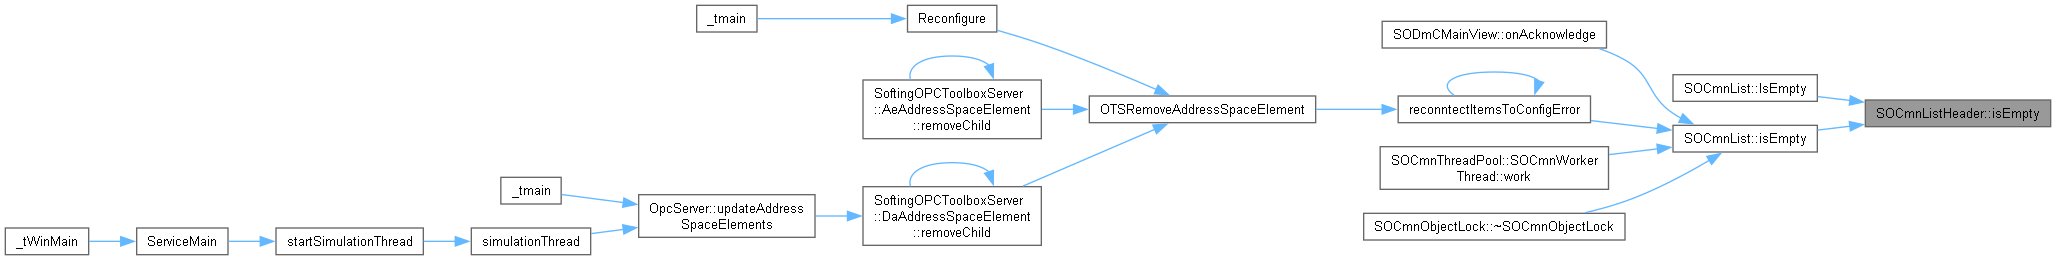 _tmain
Reconfigure
SODmCMainView::onAcknowledge
SoftingOPCToolboxServer
::AeAddressSpaceElement
::removeChild
OTSRemoveAddressSpaceElement
reconntectItemsToConfigError
SOCmnList::IsEmpty
SOCmnListHeader::isEmpty
SOCmnList::isEmpty
SOCmnThreadPool::SOCmnWorker
Thread::work
_tmain
OpcServer::updateAddress
SpaceElements
SoftingOPCToolboxServer
::DaAddressSpaceElement
::removeChild
SOCmnObjectLock::~SOCmnObjectLock
_tWinMain
ServiceMain
startSimulationThread
simulationThread